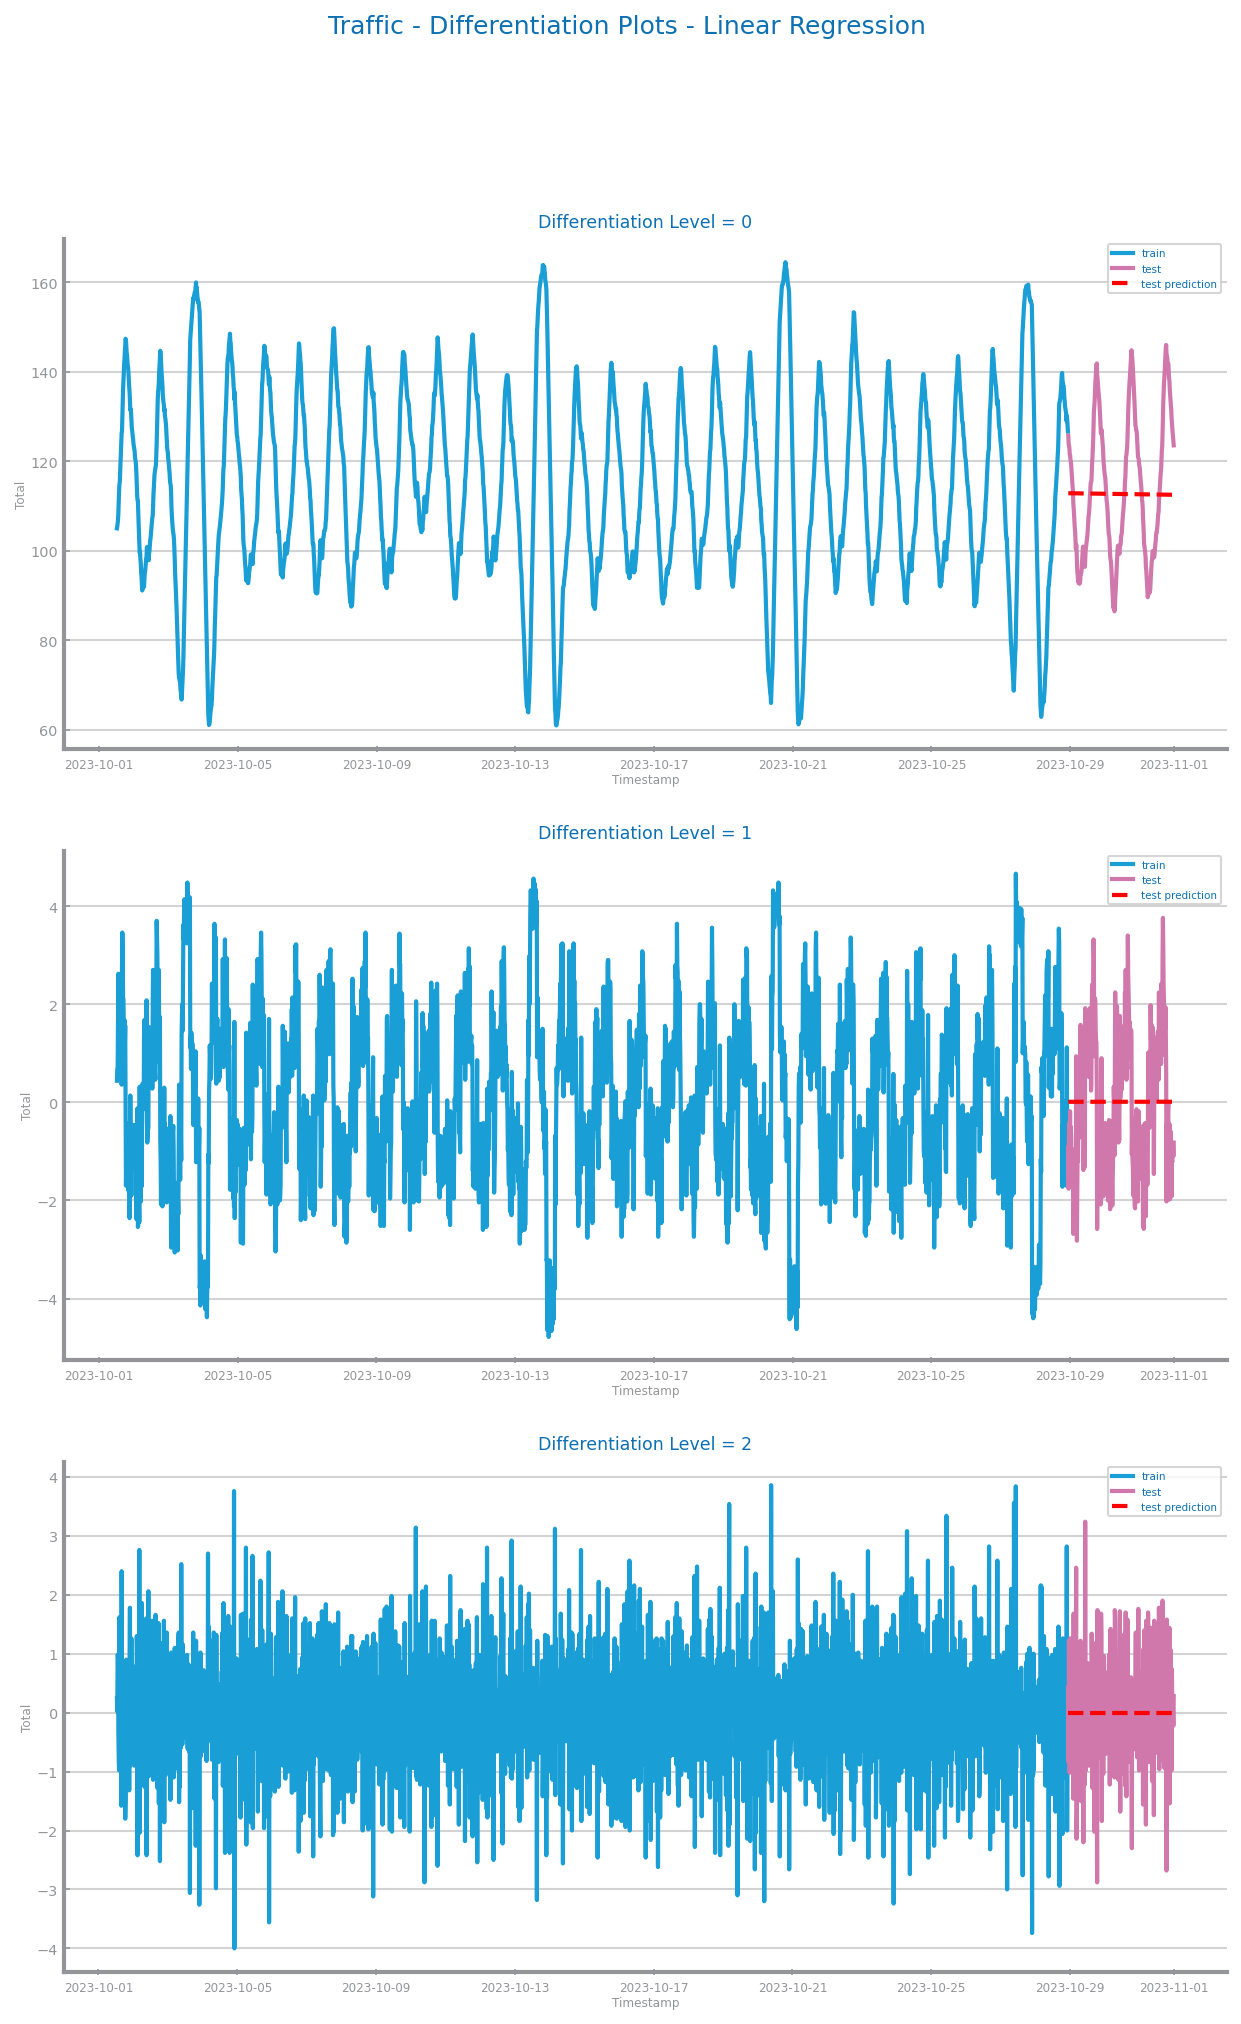 Traffic - Differentiation Plots - Linear Regression
Differentiation Level = 0
train
test
test prediction
160
140
120
100
80
60
Total
2023-10-01 2023-10-05 2023-10-09 2023-10-13 2023-10-17 2023-10-21 2023-10-25 2023-10-29 2023-11-01
Timestamp
Differentiation Level = 1
train
test
test prediction
4
2
0
−2
−4
Total
2023-10-01 2023-10-05 2023-10-09 2023-10-13 2023-10-17 2023-10-21 2023-10-25 2023-10-29 2023-11-01
Timestamp
Differentiation Level = 2
train
test
test prediction
4
3
2
1
0
−1
−2
−3
−4
Total
2023-10-01 2023-10-05 2023-10-09 2023-10-13 2023-10-17 2023-10-21 2023-10-25 2023-10-29 2023-11-01
Timestamp